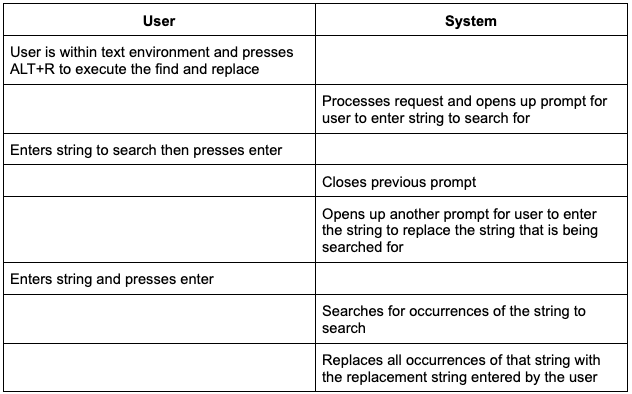 User
System
User is within text environment and presses
ALT+R to execute the find and replace
Processes request and opens up prompt for
user to enter string to search for
Enters string to search then presses enter
Closes previous prompt
Opens up another prompt for user to enter
the string to replace the string that is being
searched for
Enters string and presses enter
Searches for occurrences of the string to
search
Replaces all occurrences of that string with
the replacement string entered by the user